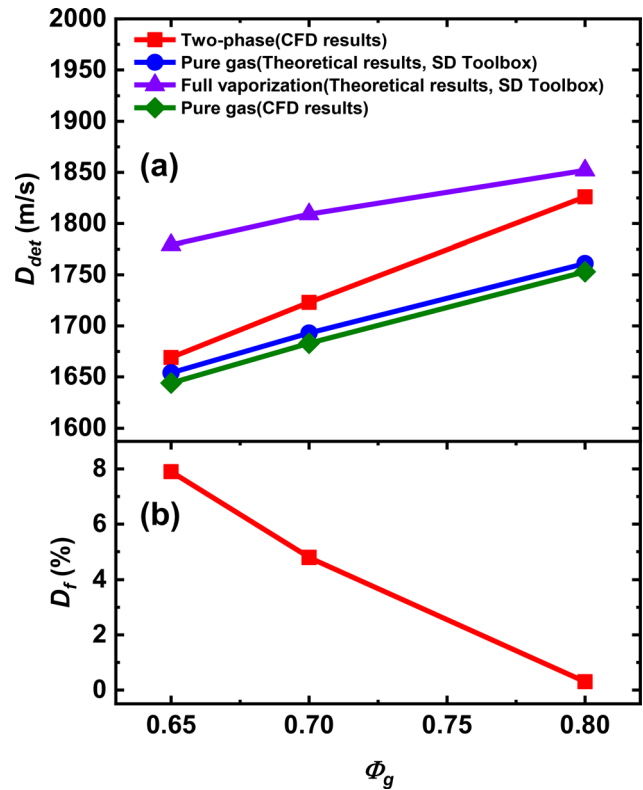 2000
1950
1900
1850
1800
1750
1700
1650
1600
D_det (m/s)
Two-phase(CFD results)
Pure gas(Theoretical results, SD Toolbox)
Full vaporization(Theoretical results, SD Toolbox)
Pure gas(CFD results)
(a)
8
6
4
2
0
D_f (%)
(b)
0.65 0.70 0.75 0.80
Φ_g